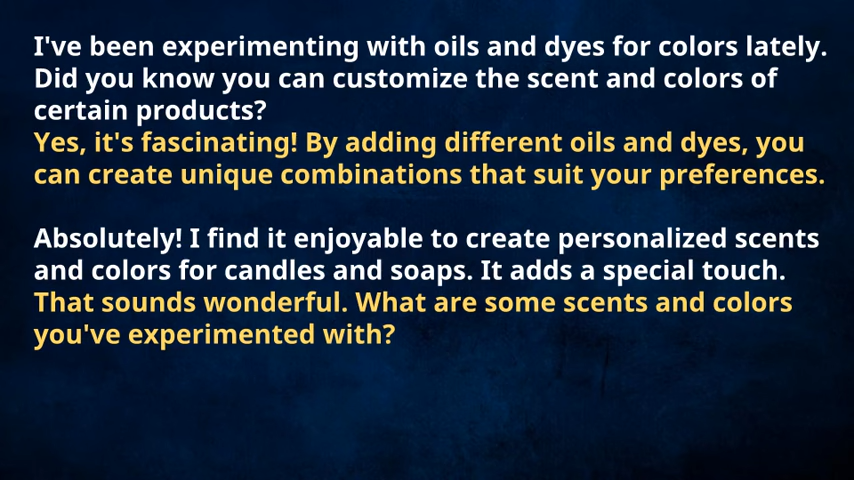 I've been experimenting with oils and dyes for colors lately.
Did you know you can customize the scent and colors of
certain products?
Yes, it's fascinating! By adding different oils and dyes, you
can create unique combinations that suit your preferences.
Absolutely! I find it enjoyable to create personalized scents
and colors for candles and soaps. It adds a special touch.
That sounds wonderful. What are some scents and colors
you've experimented with?